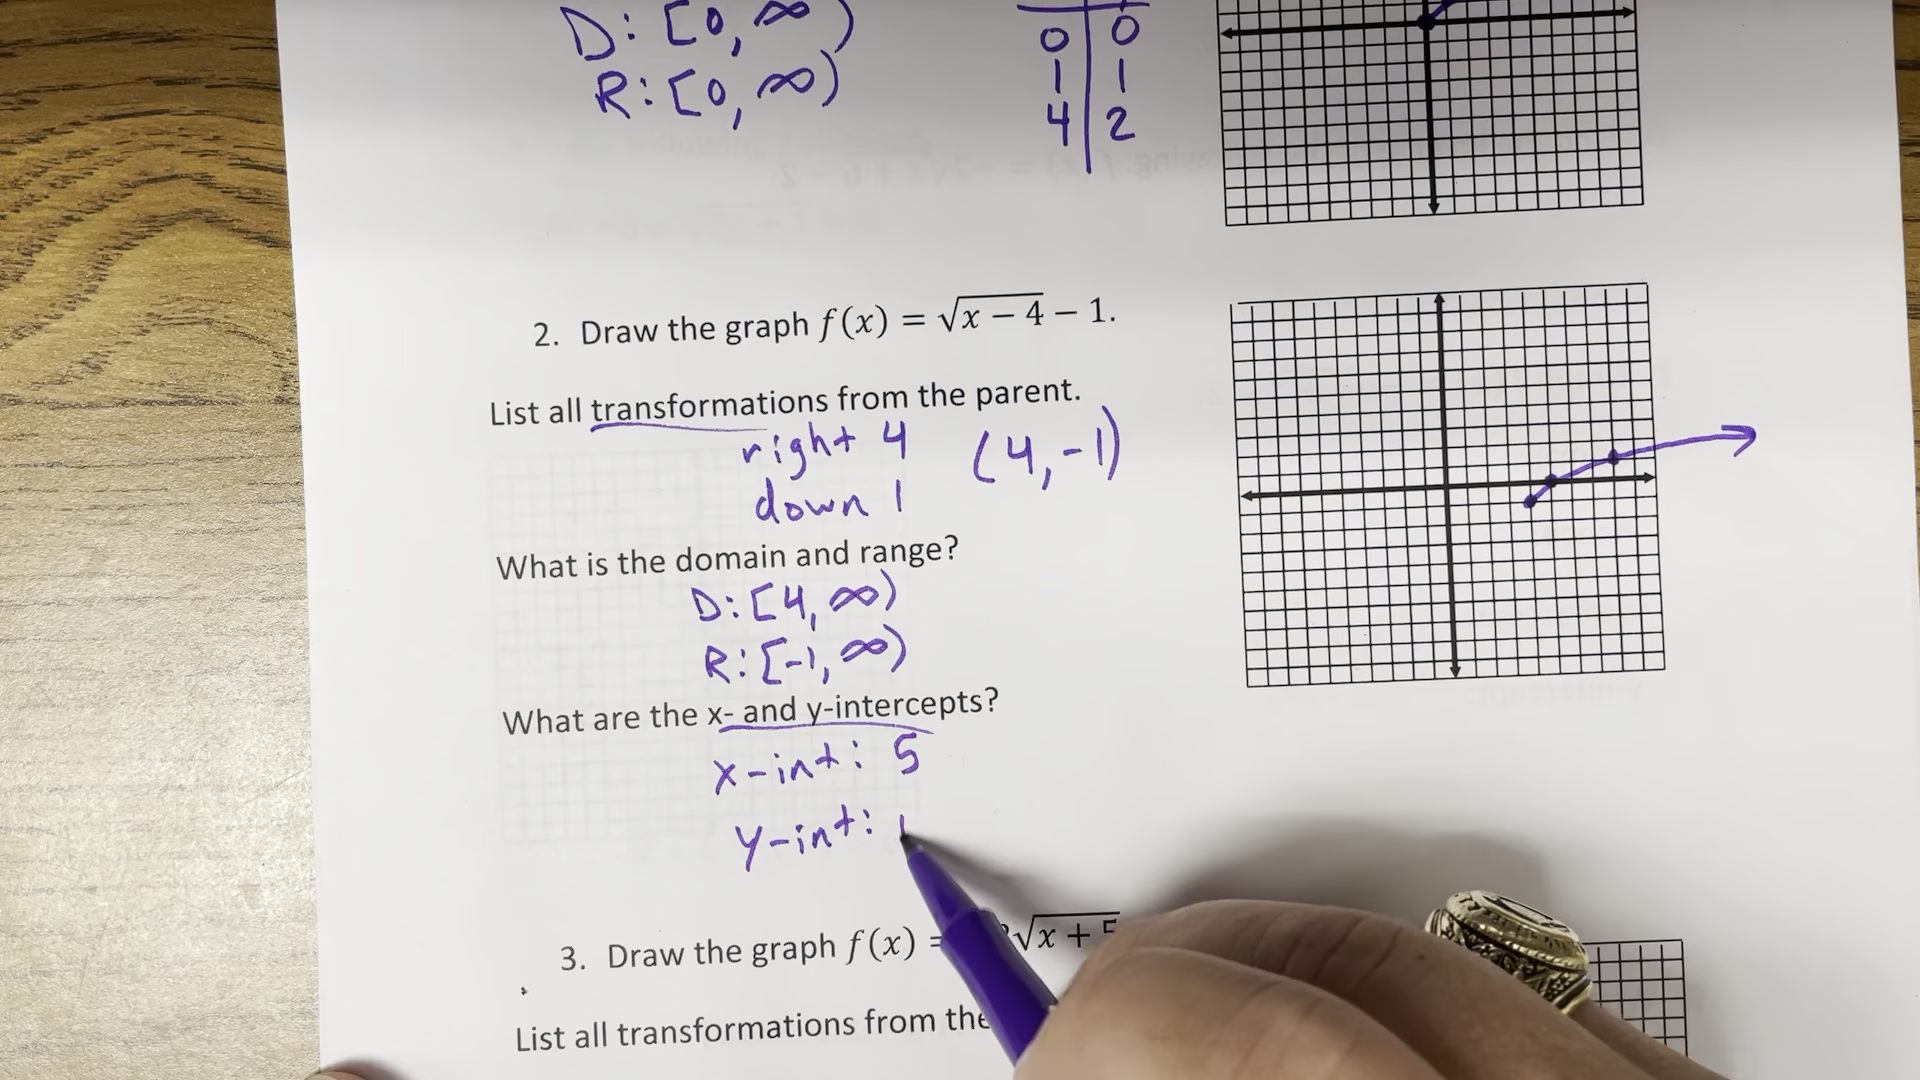 D: [0, ∞)
R: [0, ∞)
0 0
1 1
4 2
2. Draw the graph f(x) = √(x − 4) − 1.
List all transformations from the parent.
right 4 (4, -1)
down 1
What is the domain and range?
D: [4, ∞)
R: [-1, ∞)
What are the x- and y-intercepts?
x-int: 5
y-int:
3. Draw the graph f(x) = √x +
List all transformations from the